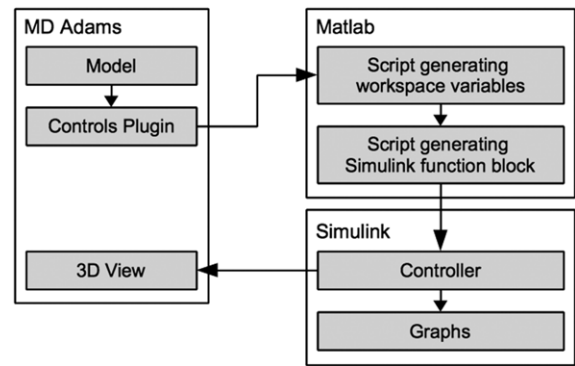 MD Adams
Model
Controls Plugin
3D View
Matlab
Script generating
workspace variables
Script generating
Simulink function block
Simulink
Controller
Graphs